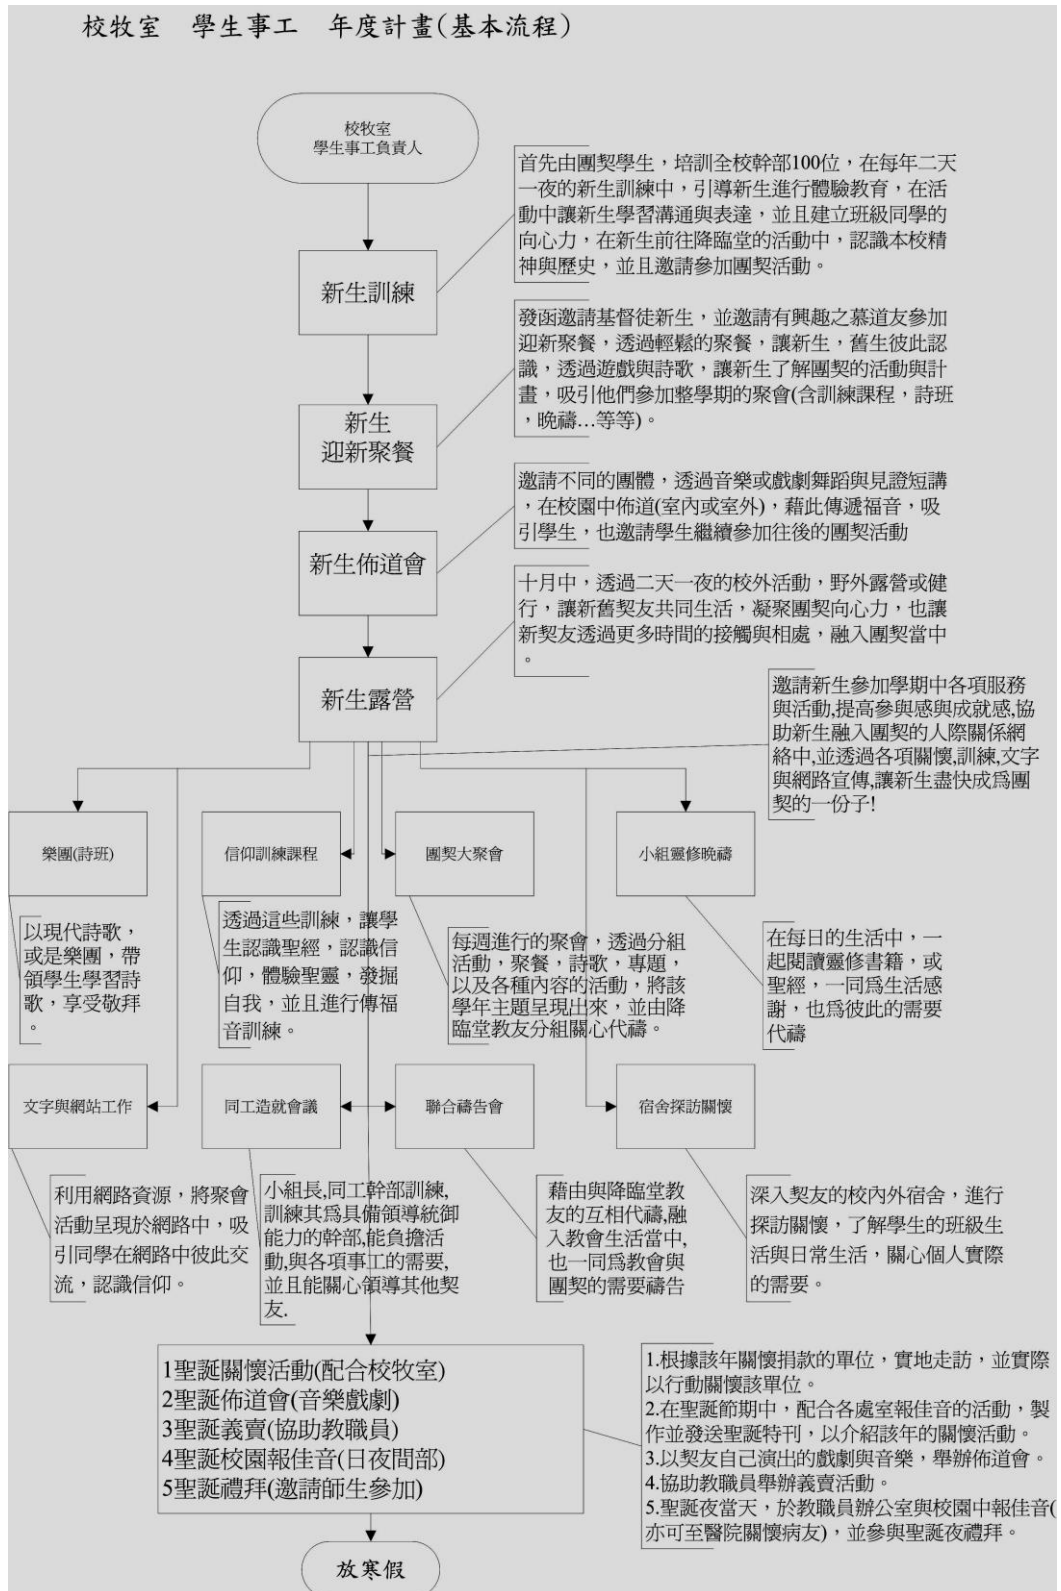 校牧室　學生事工　年度計畫(基本流程)
校牧室
學生事工負責人
首先由團契學生，培訓全校幹部100位，在每年二天
一夜的新生訓練中，引導新生進行體驗教育，在活
動中讓新生學習溝通與表達，並且建立班級同學的
向心力，在新生前往降臨堂的活動中，認識本校精
神與歷史，並且邀請參加團契活動。
新生訓練
發函邀請基督徒新生，並邀請有興趣之慕道友參加
迎新聚餐，透過輕鬆的聚餐，讓新生，舊生彼此認
識，透過遊戲與詩歌，讓新生了解團契的活動與計
畫，吸引他們參加整學期的聚會(含訓練課程，詩班
，晚禱…等等)。
新生
迎新聚餐
邀請不同的團體，透過音樂或戲劇舞蹈與見證短講
，在校園中佈道(室內或室外)，藉此傳遞福音，吸
引學生，也邀請學生繼續參加往後的團契活動
新生佈道會
十月中，透過二天一夜的校外活動，野外露營或健
行，讓新舊契友共同生活，凝聚團契向心力，也讓
新契友透過更多時間的接觸與相處，融入團契當中
。
新生露營
邀請新生參加學期中各項服務
與活動,提高參與感與成就感,協
助新生融入團契的人際關係網
絡中,並透過各項關懷,訓練,文字
與網路宣傳,讓新生盡快成爲團
契的一份子!
樂團(詩班)
信仰訓練課程
團契大聚會
小組靈修晚禱
以現代詩歌，
或是樂團，帶
領學生學習詩
歌，享受敬拜
。
透過這些訓練，讓學
生認識聖經，認識信
仰，體驗聖靈，發掘
自我，並且進行傳福
音訓練。
每週進行的聚會，透過分組
活動，聚餐，詩歌，專題，
以及各種內容的活動，將該
學年主題呈現出來，並由降
臨堂教友分組關心代禱。
在每日的生活中，一
起閱讀靈修書籍，或
聖經，一同爲生活感
謝，也爲彼此的需要
代禱
文字與網站工作
同工造就會議
聯合禱告會
宿舍探訪關懷
利用網路資源，將聚會
活動呈現於網路中，吸
引同學在網路中彼此交
流，認識信仰。
小組長,同工幹部訓練,
訓練其爲具備領導統御
能力的幹部,能負擔活
動,與各項事工的需要,
並且能關心領導其他契
友.
藉由與降臨堂教
友的互相代禱,融
入教會生活當中,
也一同爲教會與
團契的需要禱告
深入契友的校內外宿舍，進行
探訪關懷，了解學生的班級生
活與日常生活，關心個人實際
的需要。
1聖誕關懷活動(配合校牧室)
2聖誕佈道會(音樂戲劇)
3聖誕義賣(協助教職員)
4聖誕校園報佳音(日夜間部)
5聖誕禮拜(邀請師生參加)
1.根據該年關懷捐款的單位，實地走訪，並實際
以行動關懷該單位。
2.在聖誕節期中，配合各處室報佳音的活動，製
作並發送聖誕特刊，以介紹該年的關懷活動。
3.以契友自己演出的戲劇與音樂，舉辦佈道會。
4.協助教職員舉辦義賣活動。
5.聖誕夜當天，於教職員辦公室與校園中報佳音(
亦可至醫院關懷病友)，並參與聖誕夜禮拜。
放寒假